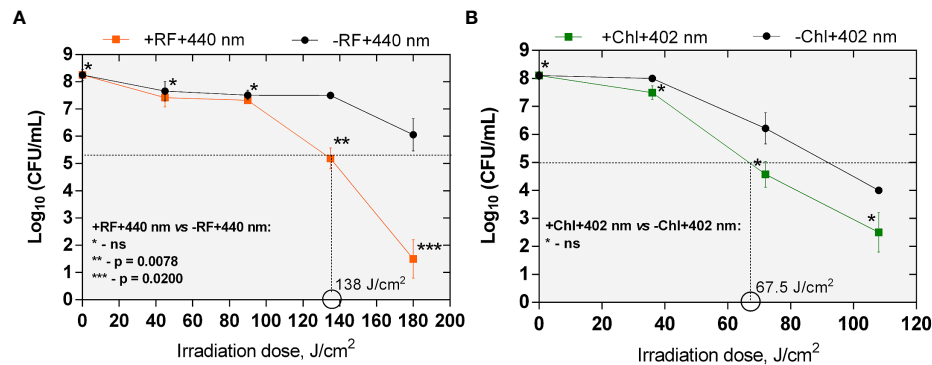 A
+RF+440 nm
-RF+440 nm
Log10 (CFU/mL)
9
8
7
6
5
4
3
2
1
0
*
*
*
**
***
+RF+440 nm vs -RF+440 nm:
* - ns
** - p = 0.0078
*** - p = 0.0200
138 J/cm2
0 20 40 60 80 100 120 140 160 180 200
Irradiation dose, J/cm2
B
+Chl+402 nm
-Chl+402 nm
Log10 (CFU/mL)
9
8
7
6
5
4
3
2
1
0
*
*
*
*
+Chl+402 nm vs -Chl+402 nm:
* - ns
67.5 J/cm2
0 20 40 60 80 100 120
Irradiation dose, J/cm2